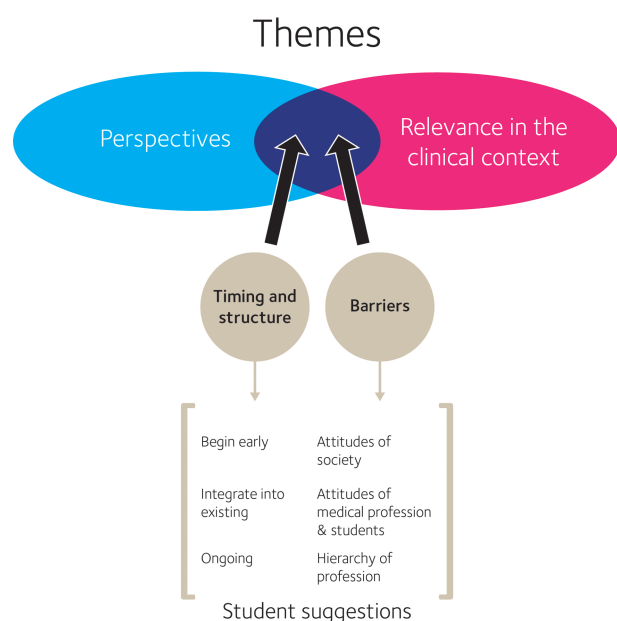 Themes
Perspectives
Relevance in the
clinical context
Timing and
structure
Barriers
Begin early
Attitudes of
society
Integrate into
existing
Attitudes of
medical profession
& students
Ongoing
Hierarchy of
profession
Student suggestions